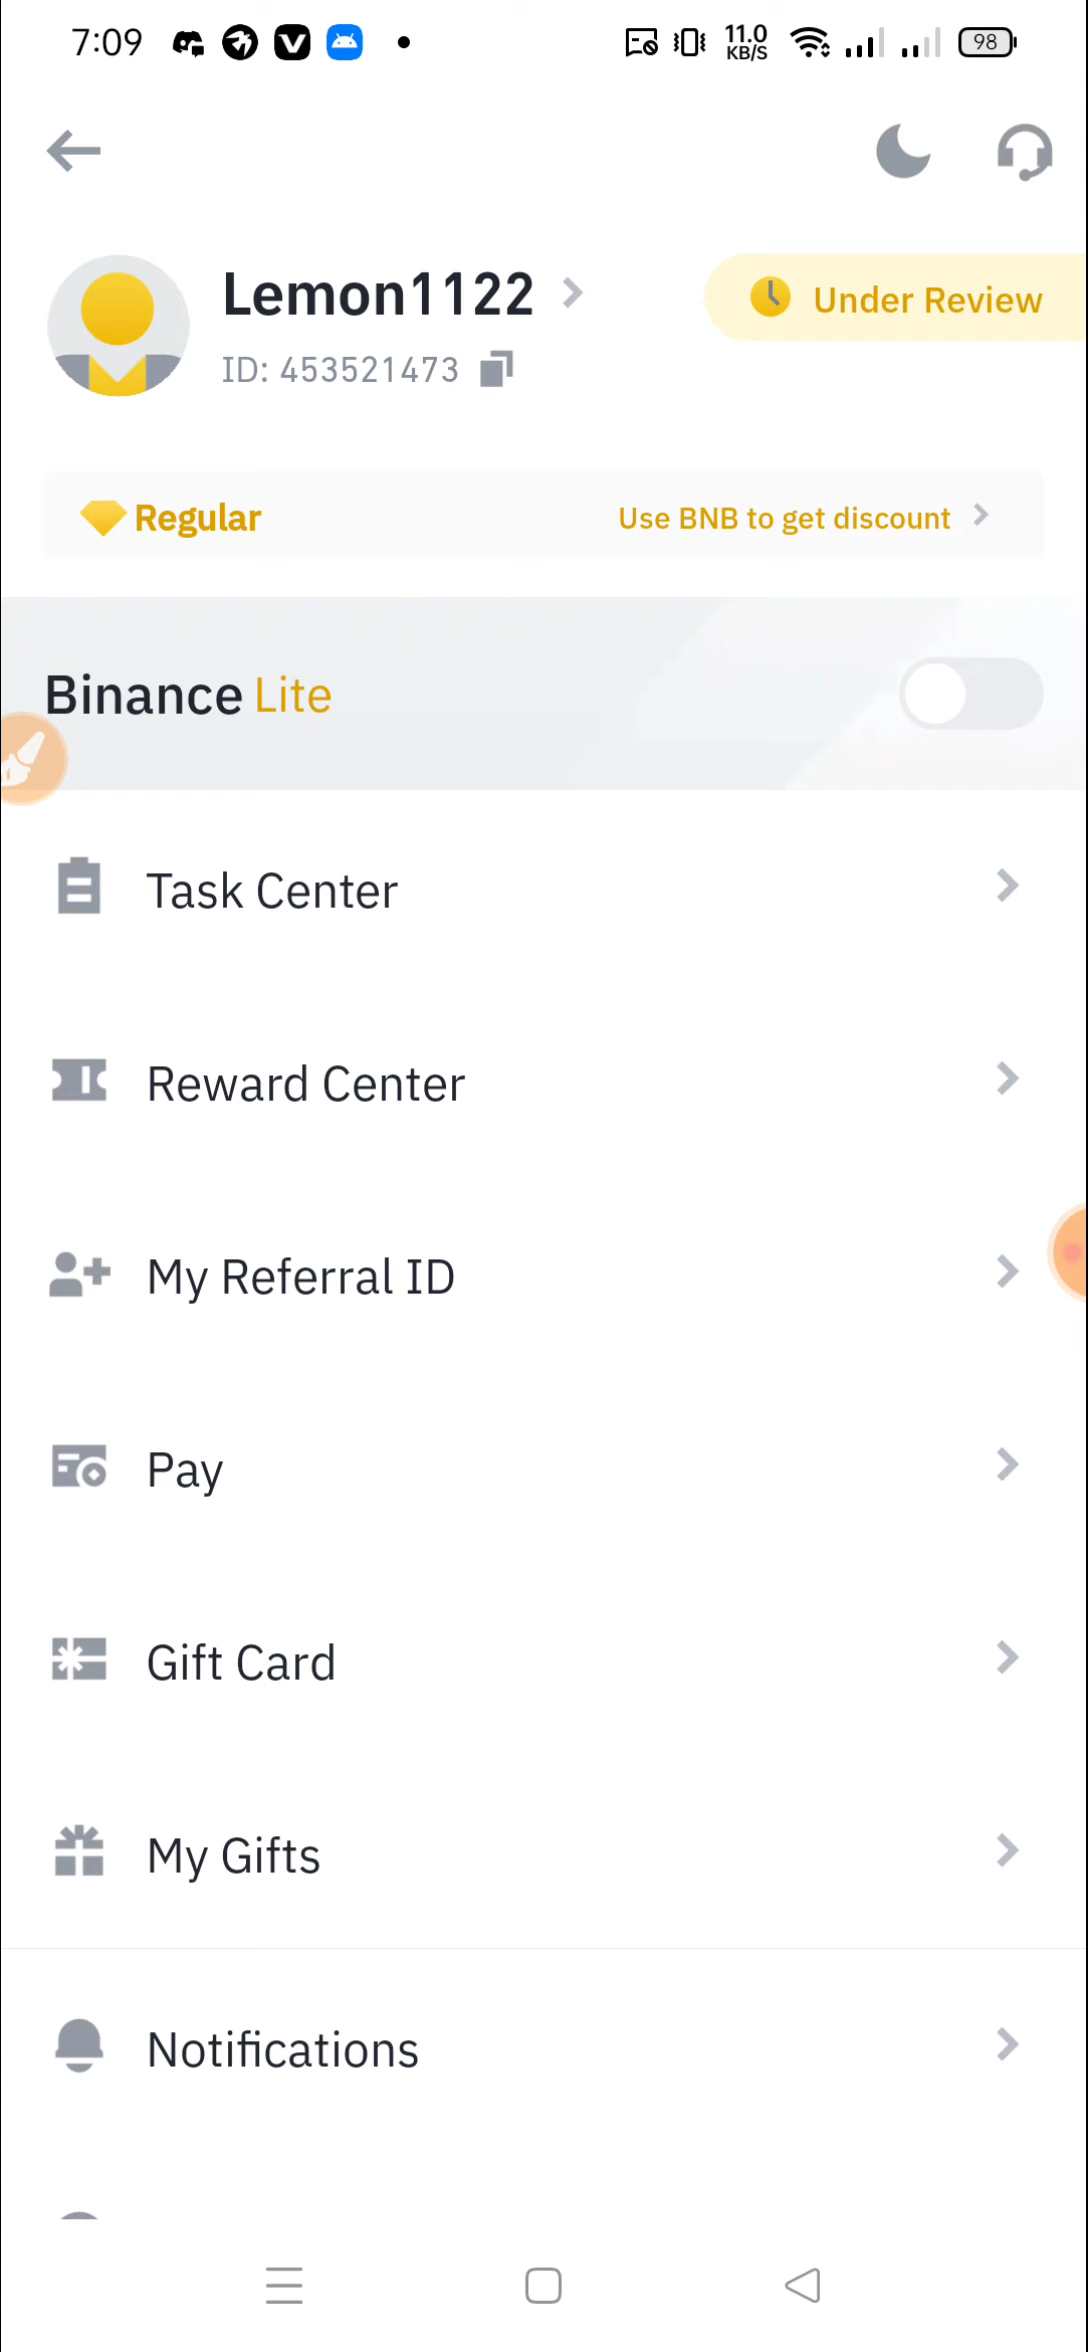 7:09 11.0 KB/S 98
Lemon1122
Under Review
ID: 453521473
Regular Use BNB to get discount
Binance Lite
Task Center
Reward Center
My Referral ID
Pay
Gift Card
My Gifts
Notifications